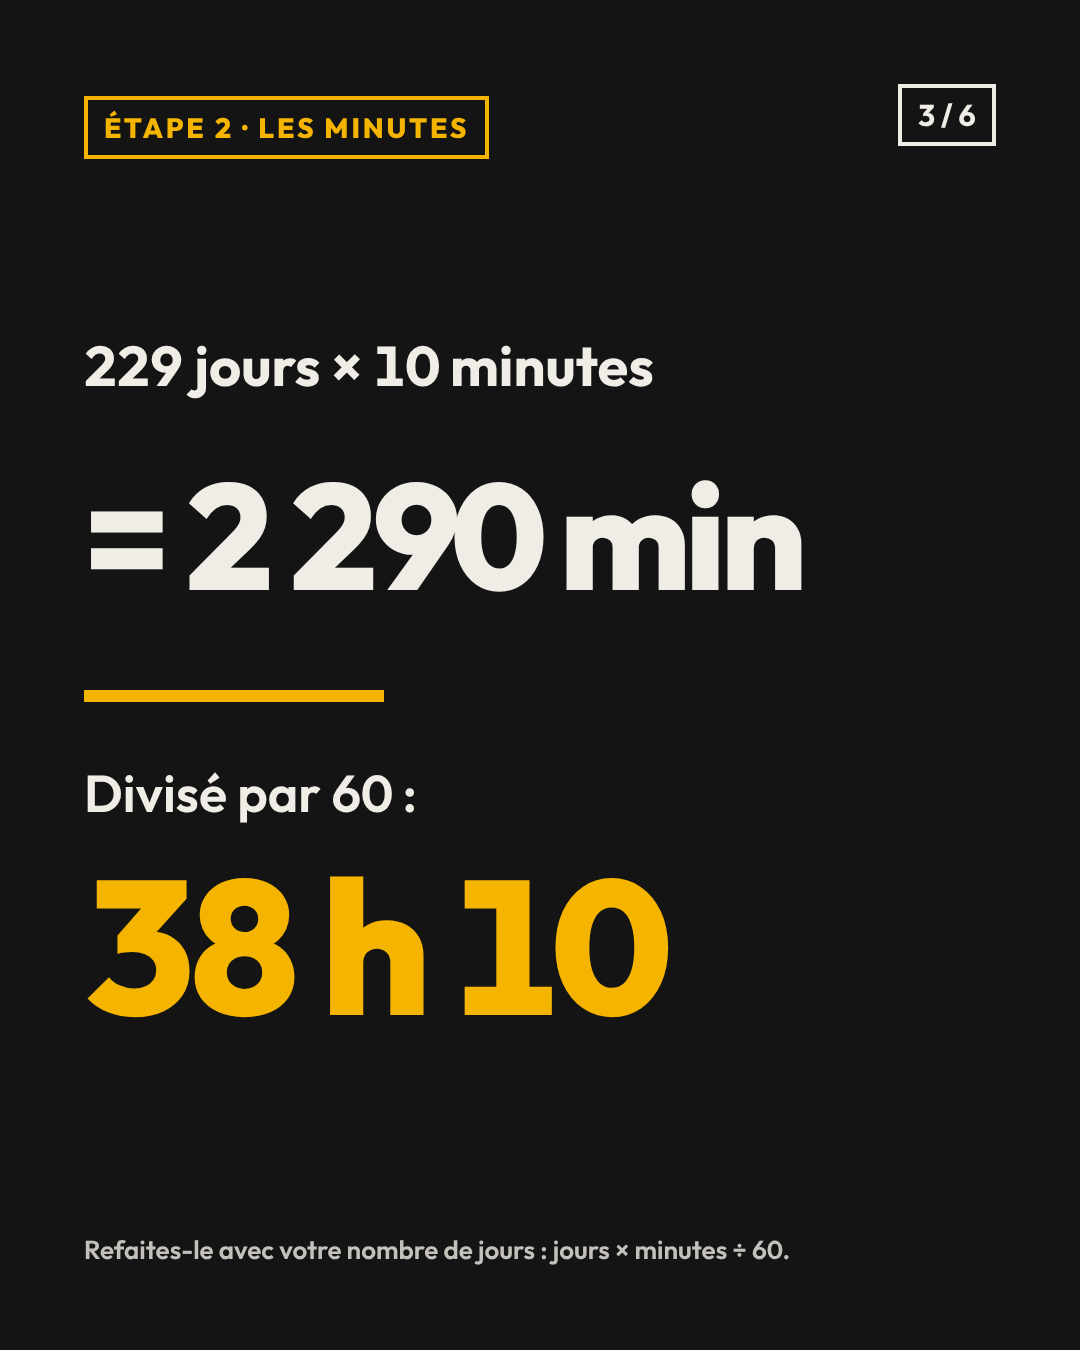 ÉTAPE 2 · LES MINUTES
3 / 6
229 jours × 10 minutes
= 2 290 min
Divisé par 60 :
38 h 10
Refaites-le avec votre nombre de jours : jours × minutes ÷ 60.